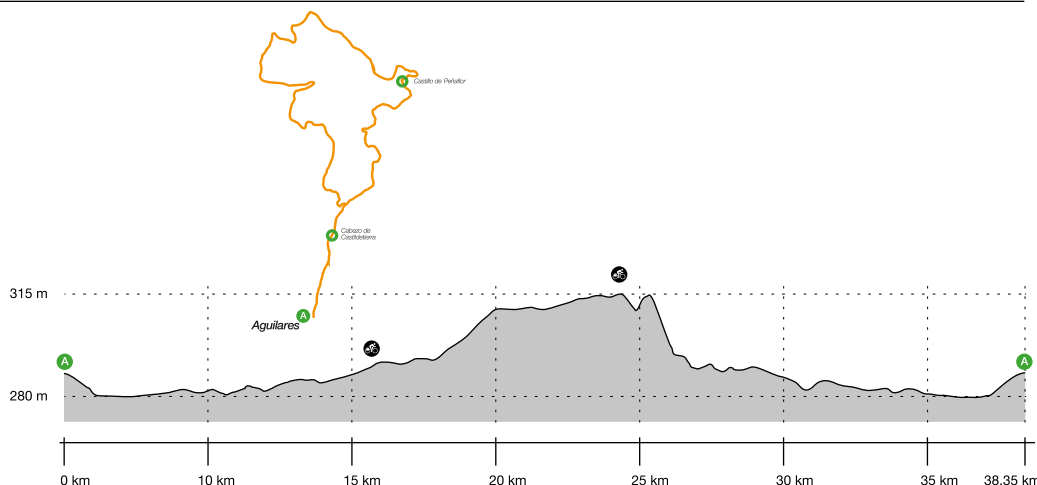 Castillo de Peñaflor
Cabezo de
Castildetierra
315 m
A
Aguilares
A
A
280 m
0 km
10 km
15 km
20 km
25 km
30 km
35 km
38.35 km